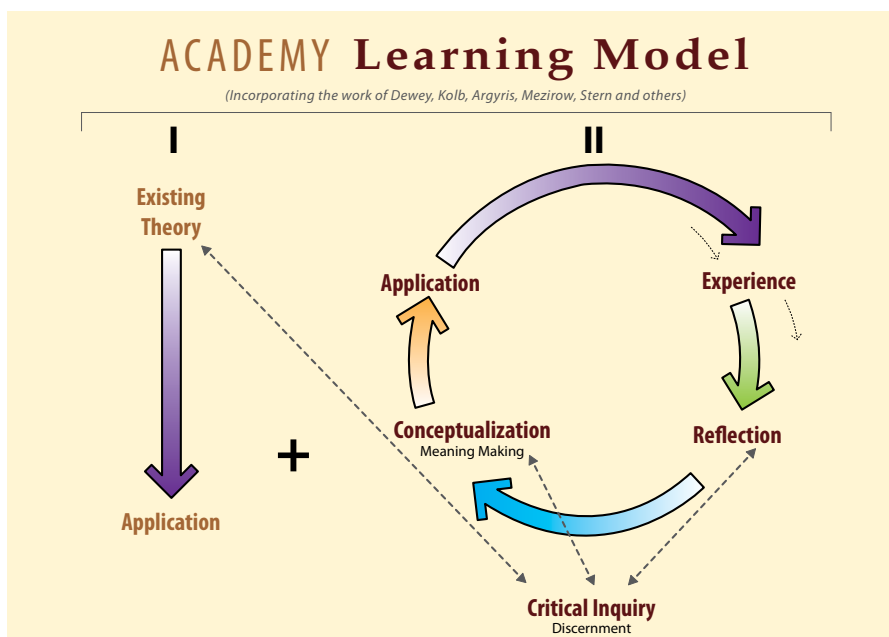 ACADEMY Learning Model
(Incorporating the work of Dewey, Kolb, Argyris, Mezirow, Stern and others)
I
II
Existing
Theory
Application
Experience
+
Conceptualization
Meaning Making
Reflection
Application
Critical Inquiry
Discernment